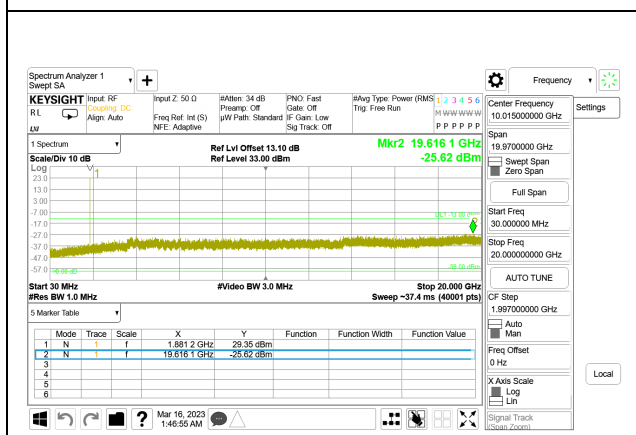 Spectrum Analyzer 1
Swept SA
+
Frequency
KEYSIGHT
RL
Input: RF
Coupling: DC
Align: Auto
Input Z: 50 Ω
Freq Ref: Int (S)
NFE: Adaptive
#Atten: 34 dB
Preamp: Off
µW Path: Standard
PNO: Fast
Gate: Off
IF Gain: Low
Sig Track: Off
#Avg Type: Power (RMS
Trig: Free Run
1 2 3 4 5 6
M W W W W W
P P P P P P
1 Spectrum
Scale/Div 10 dB
Log
Ref Lvl Offset 13.10 dB
Ref Level 33.00 dBm
Mkr2 19.616 1 GHz
-25.62 dBm
1
23.0
13.0
3.00
-7.00
-17.0
-27.0
-37.0
-47.0
-57.0
Start 30 MHz
#Res BW 1.0 MHz
#Video BW 3.0 MHz
Stop 20.000 GHz
Sweep ~37.4 ms (40001 pts)
5 Marker Table
Mode Trace Scale X Y Function Function Width Function Value
1 N 1 f 1.881 2 GHz 29.35 dBm
2 N 1 f 19.616 1 GHz -25.62 dBm
3
4
5
6
Mar 16, 2023
1:46:55 AM
Center Frequency
10.015000000 GHz
Settings
Span
19.9700000 GHz
Swept Span
Zero Span
Full Span
Start Freq
30.000000 MHz
Stop Freq
20.000000000 GHz
AUTO TUNE
CF Step
1.997000000 GHz
Auto
Man
Freq Offset
0 Hz
X Axis Scale
Log
Lin
Local
Signal Track
(Span Zoom)